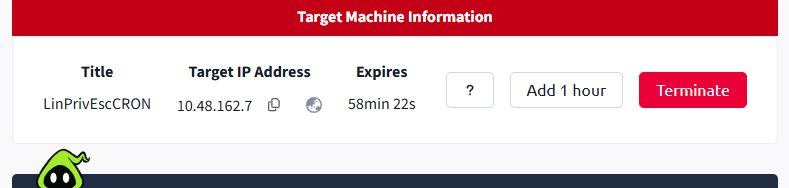 Target Machine Information
Title Target IP Address Expires
LinPrivEscCRON 10.48.162.7 58min 22s ? Add 1 hour Terminate